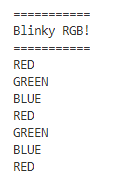 ===========
Blinky RGB!
===========
RED
GREEN
BLUE
RED
GREEN
BLUE
RED